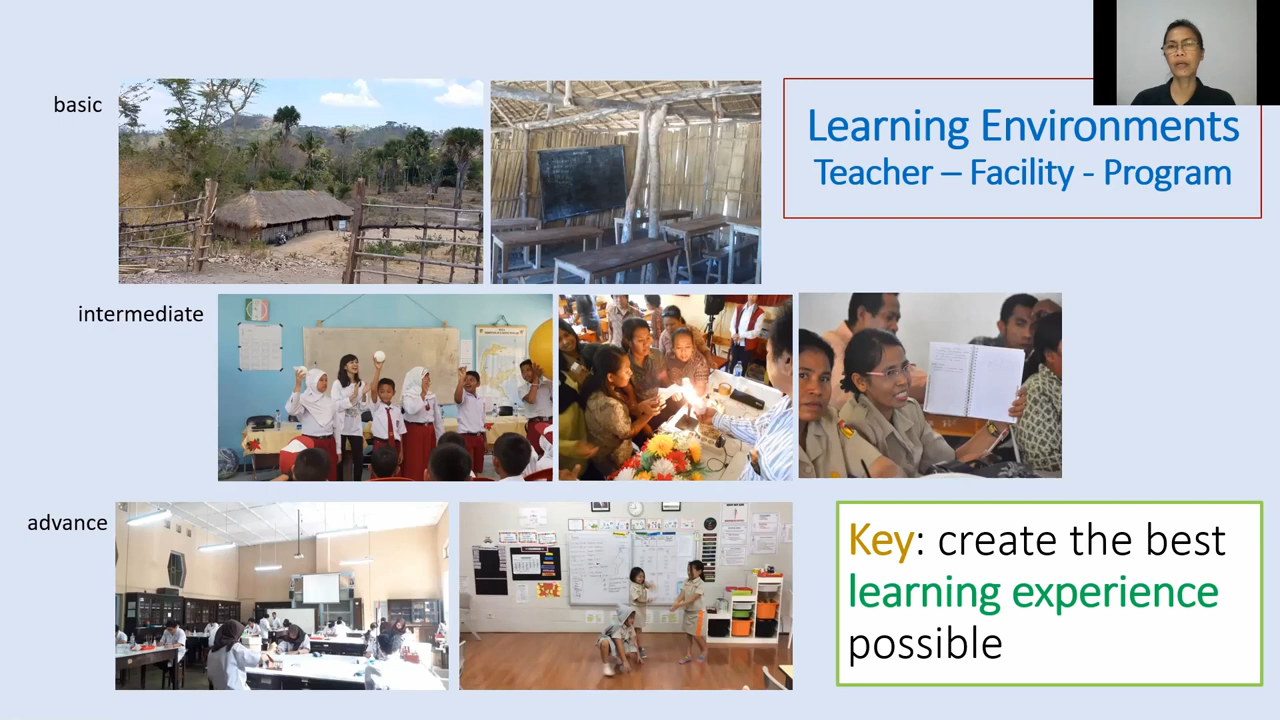 basic
Learning Environments
Teacher – Facility - Program
intermediate
advance
Key: create the best
learning experience
possible